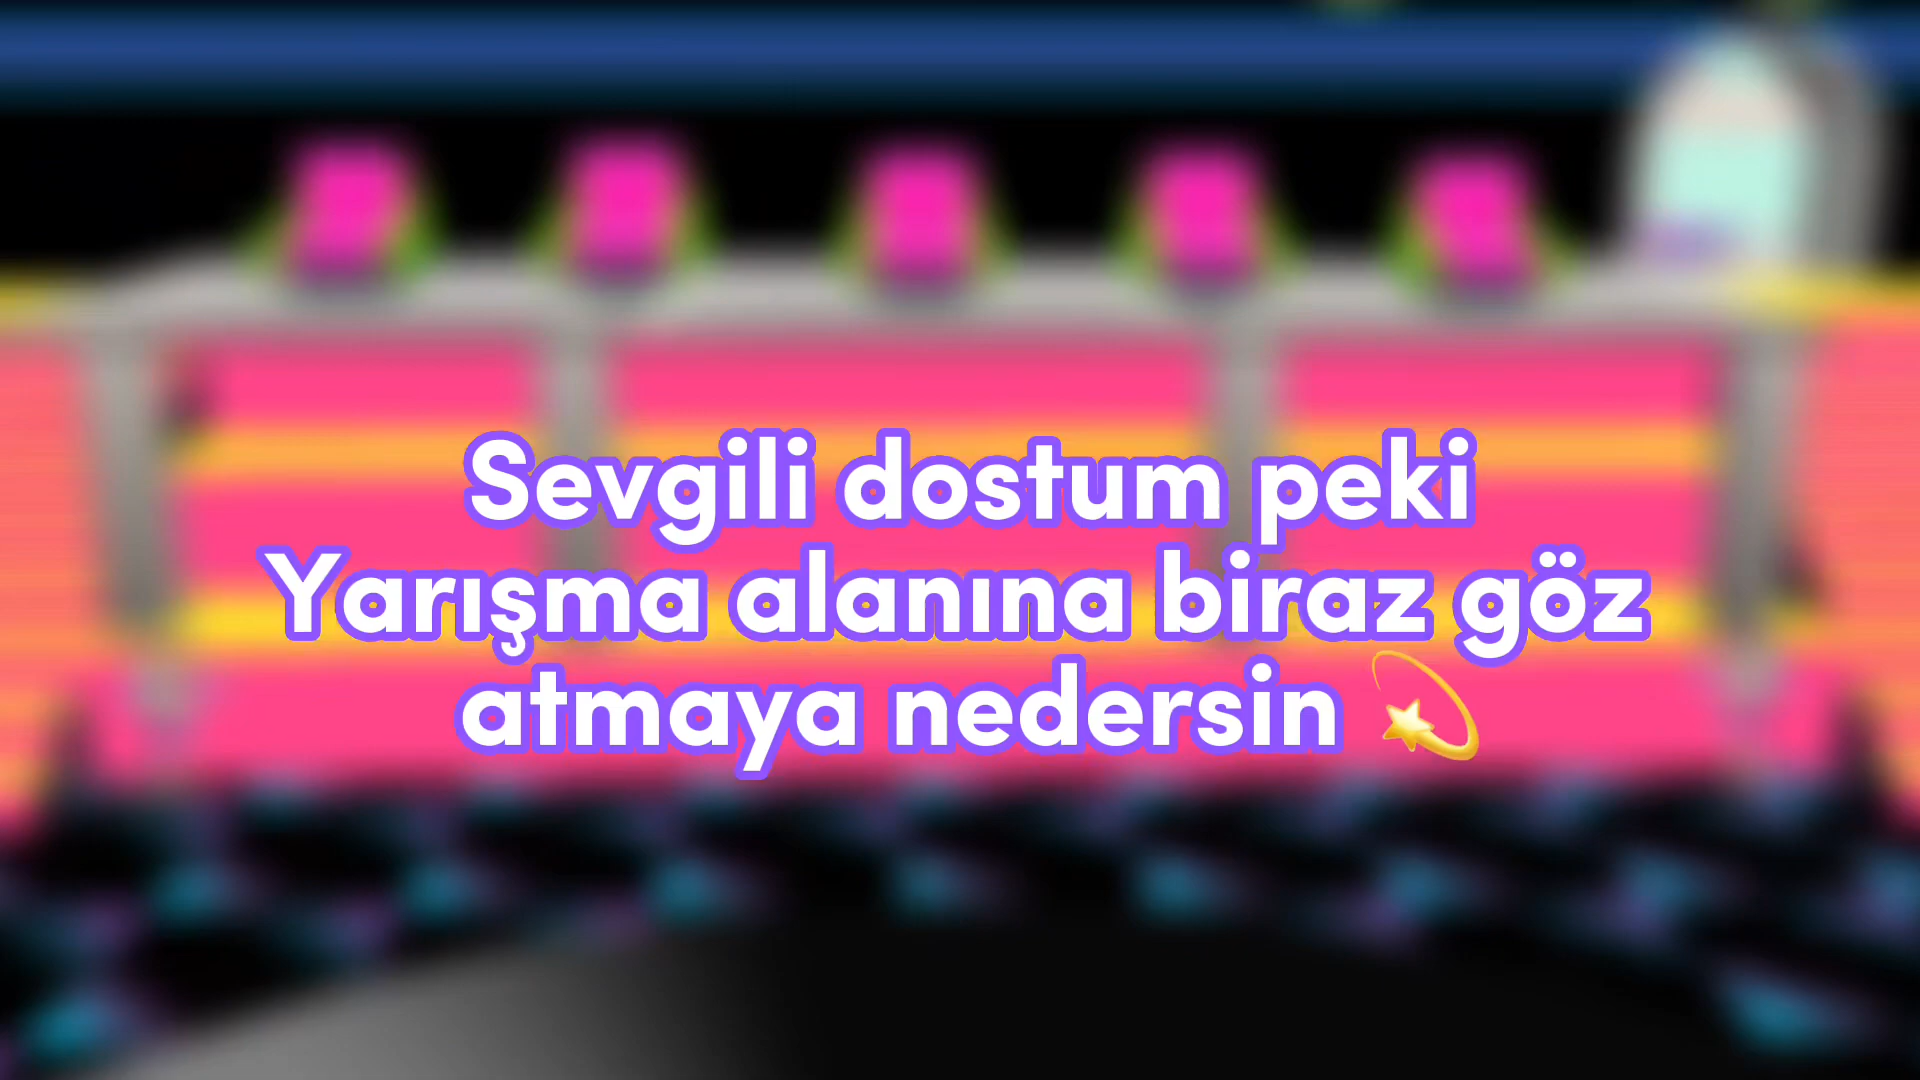 Sevgili dostum peki
Yarışma alanına biraz göz
atmaya nedersin 💫